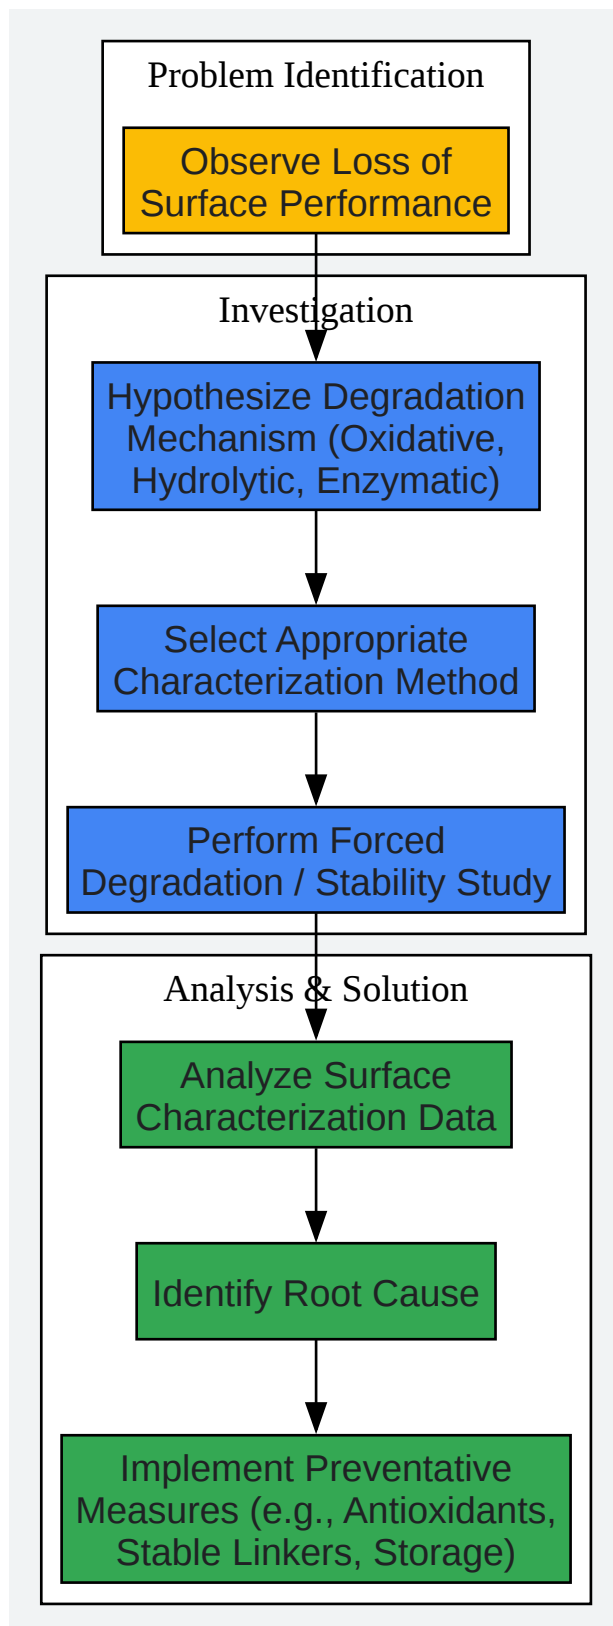 Problem Identification
Observe Loss of
Surface Performance
Investigation
Hypothesize Degradation
Mechanism (Oxidative,
Hydrolytic, Enzymatic)
Select Appropriate
Characterization Method
Perform Forced
Degradation / Stability Study
Analysis & Solution
Analyze Surface
Characterization Data
Identify Root Cause
Implement Preventative
Measures (e.g., Antioxidants,
Stable Linkers, Storage)